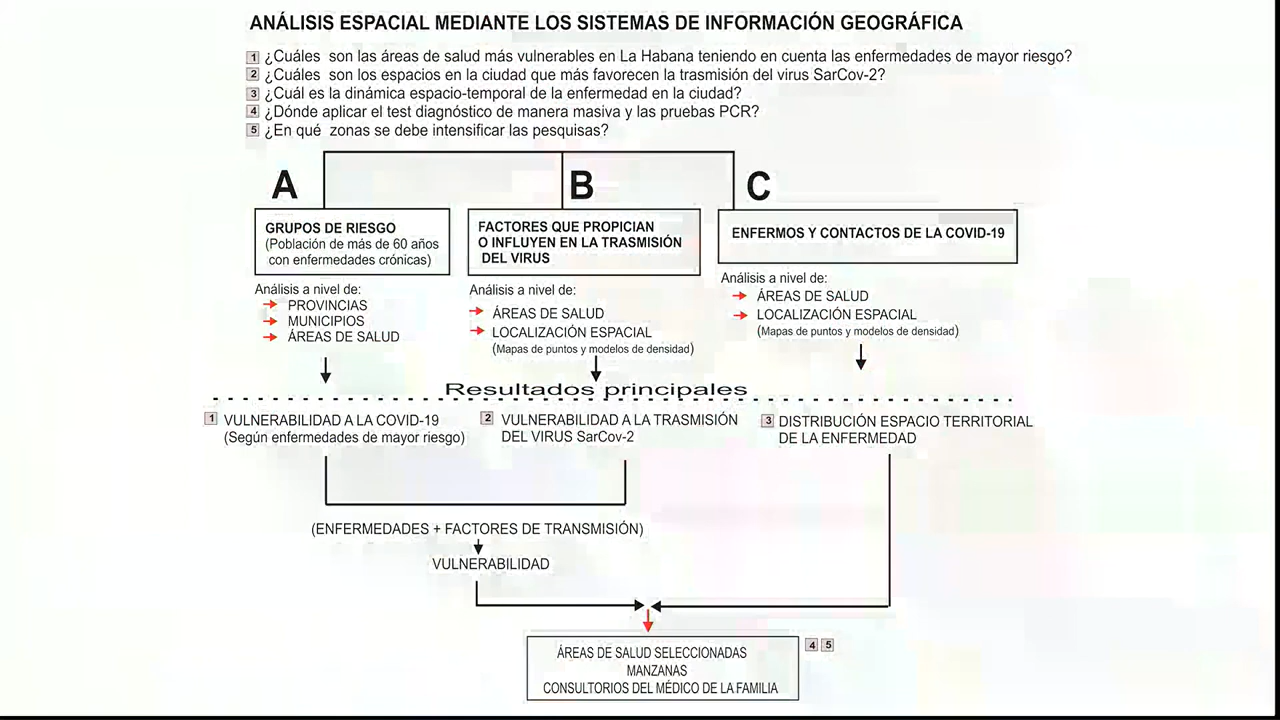 ANÁLISIS ESPACIAL MEDIANTE LOS SISTEMAS DE INFORMACIÓN GEOGRÁFICA
1 ¿Cuáles son las áreas de salud más vulnerables en La Habana teniendo en cuenta las enfermedades de mayor riesgo?
2 ¿Cuáles son los espacios en la ciudad que más favorecen la trasmisión del virus SarCov-2?
3 ¿Cuál es la dinámica espacio-temporal de la enfermedad en la ciudad?
4 ¿Dónde aplicar el test diagnóstico de manera masiva y las pruebas PCR?
5 ¿En qué zonas se debe intensificar las pesquisas?
A
GRUPOS DE RIESGO
(Población de más de 60 años
con enfermedades crónicas)
Análisis a nivel de:
PROVINCIAS
MUNICIPIOS
ÁREAS DE SALUD
B
FACTORES QUE PROPICIAN
O INFLUYEN EN LA TRASMISIÓN
DEL VIRUS
Análisis a nivel de:
ÁREAS DE SALUD
LOCALIZACIÓN ESPACIAL
(Mapas de puntos y modelos de densidad)
C
ENFERMOS Y CONTACTOS DE LA COVID-19
Análisis a nivel de:
ÁREAS DE SALUD
LOCALIZACIÓN ESPACIAL
(Mapas de puntos y modelos de densidad)
Resultados principales
1 VULNERABILIDAD A LA COVID-19
(Según enfermedades de mayor riesgo)
2 VULNERABILIDAD A LA TRASMISIÓN
DEL VIRUS SarCov-2
3 DISTRIBUCIÓN ESPACIO TERRITORIAL
DE LA ENFERMEDAD
(ENFERMEDADES + FACTORES DE TRANSMISIÓN)
VULNERABILIDAD
ÁREAS DE SALUD SELECCIONADAS
MANZANAS
CONSULTORIOS DEL MÉDICO DE LA FAMILIA
4 5